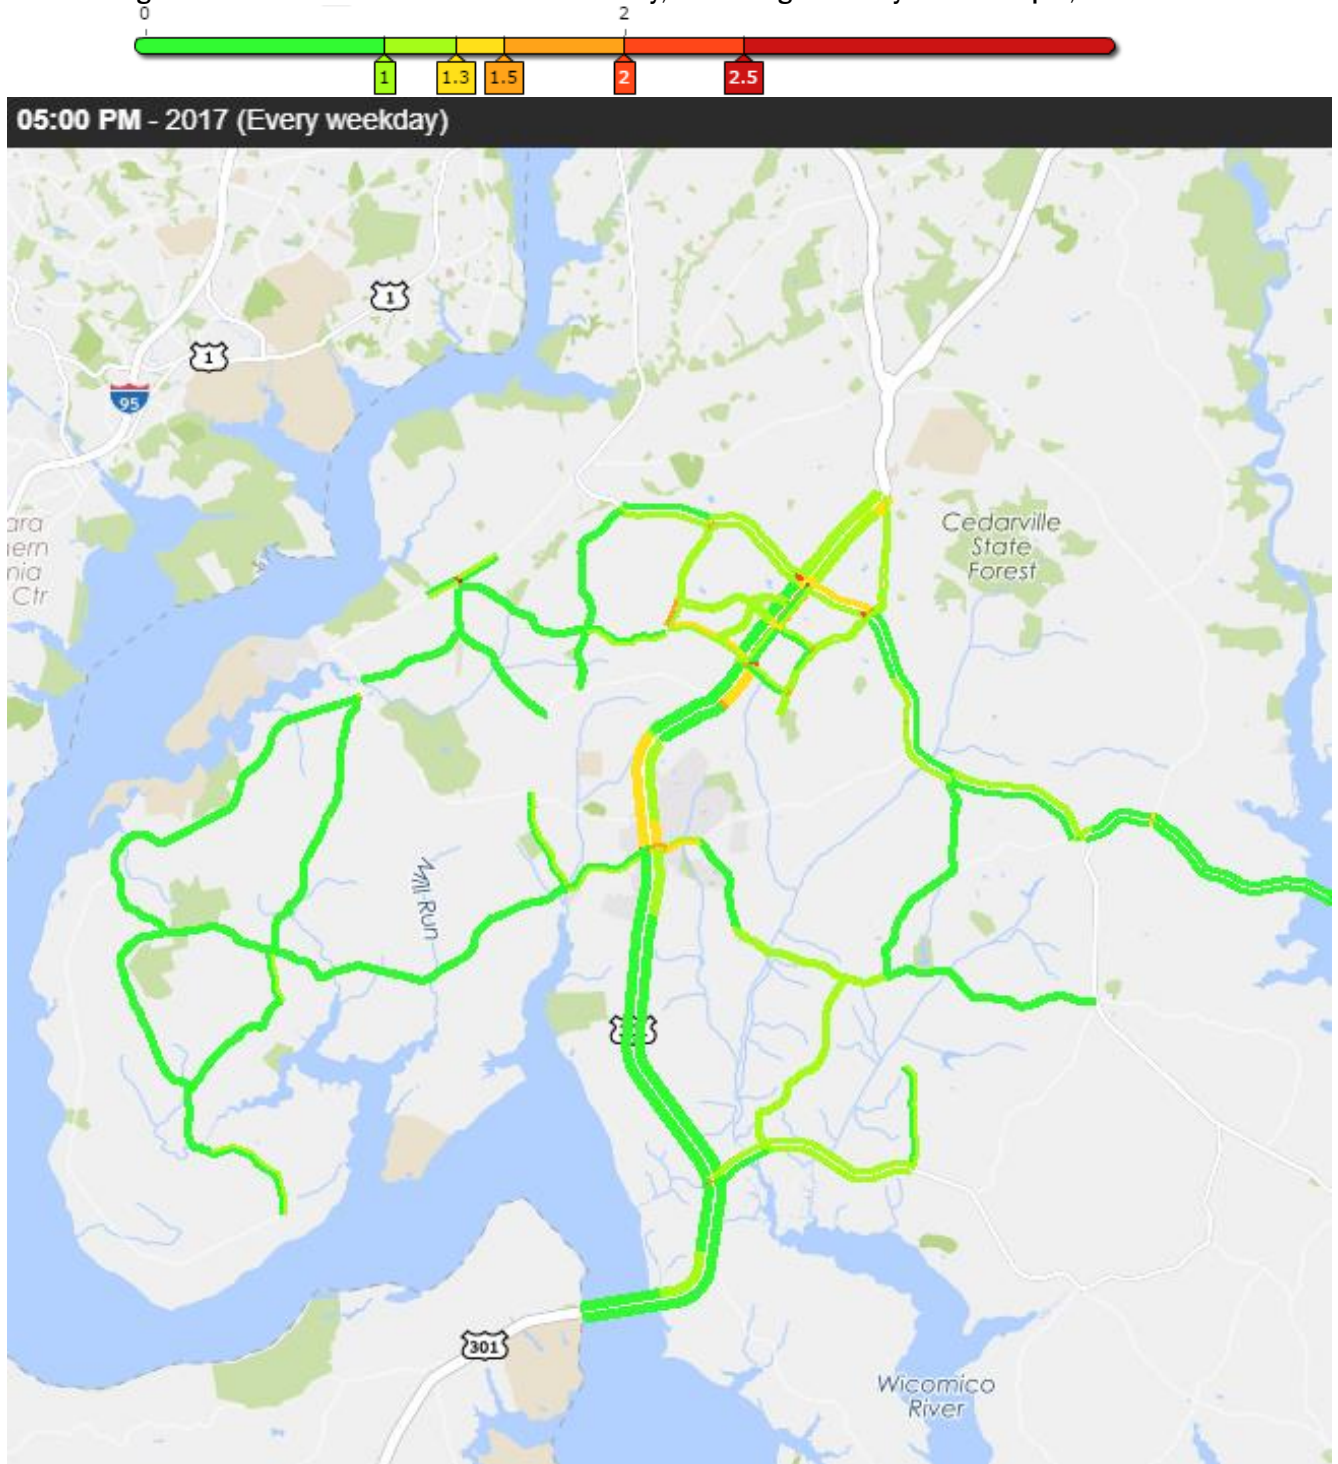 0 2
1 1.3 1.5 2 2.5
05:00 PM - 2017 (Every weekday)
1
1
95
Cedarville
State
Forest
Ctr
Run
301
Wicomico
River